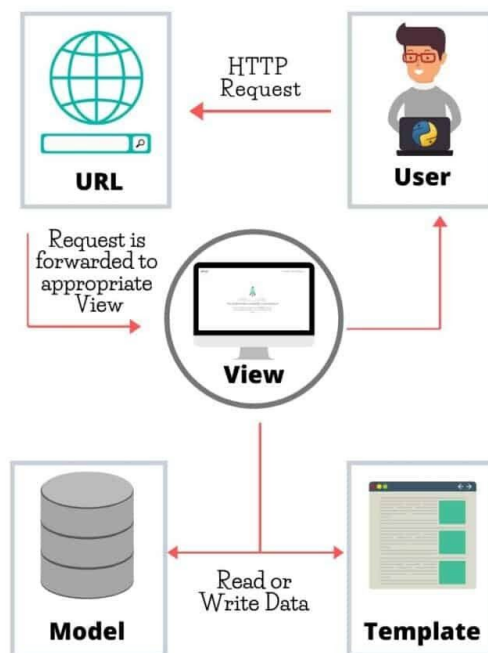 HTTP
Request
URL
User
Request is
forwarded to
appropriate
View
View
Read or
Write Data
Model
Template